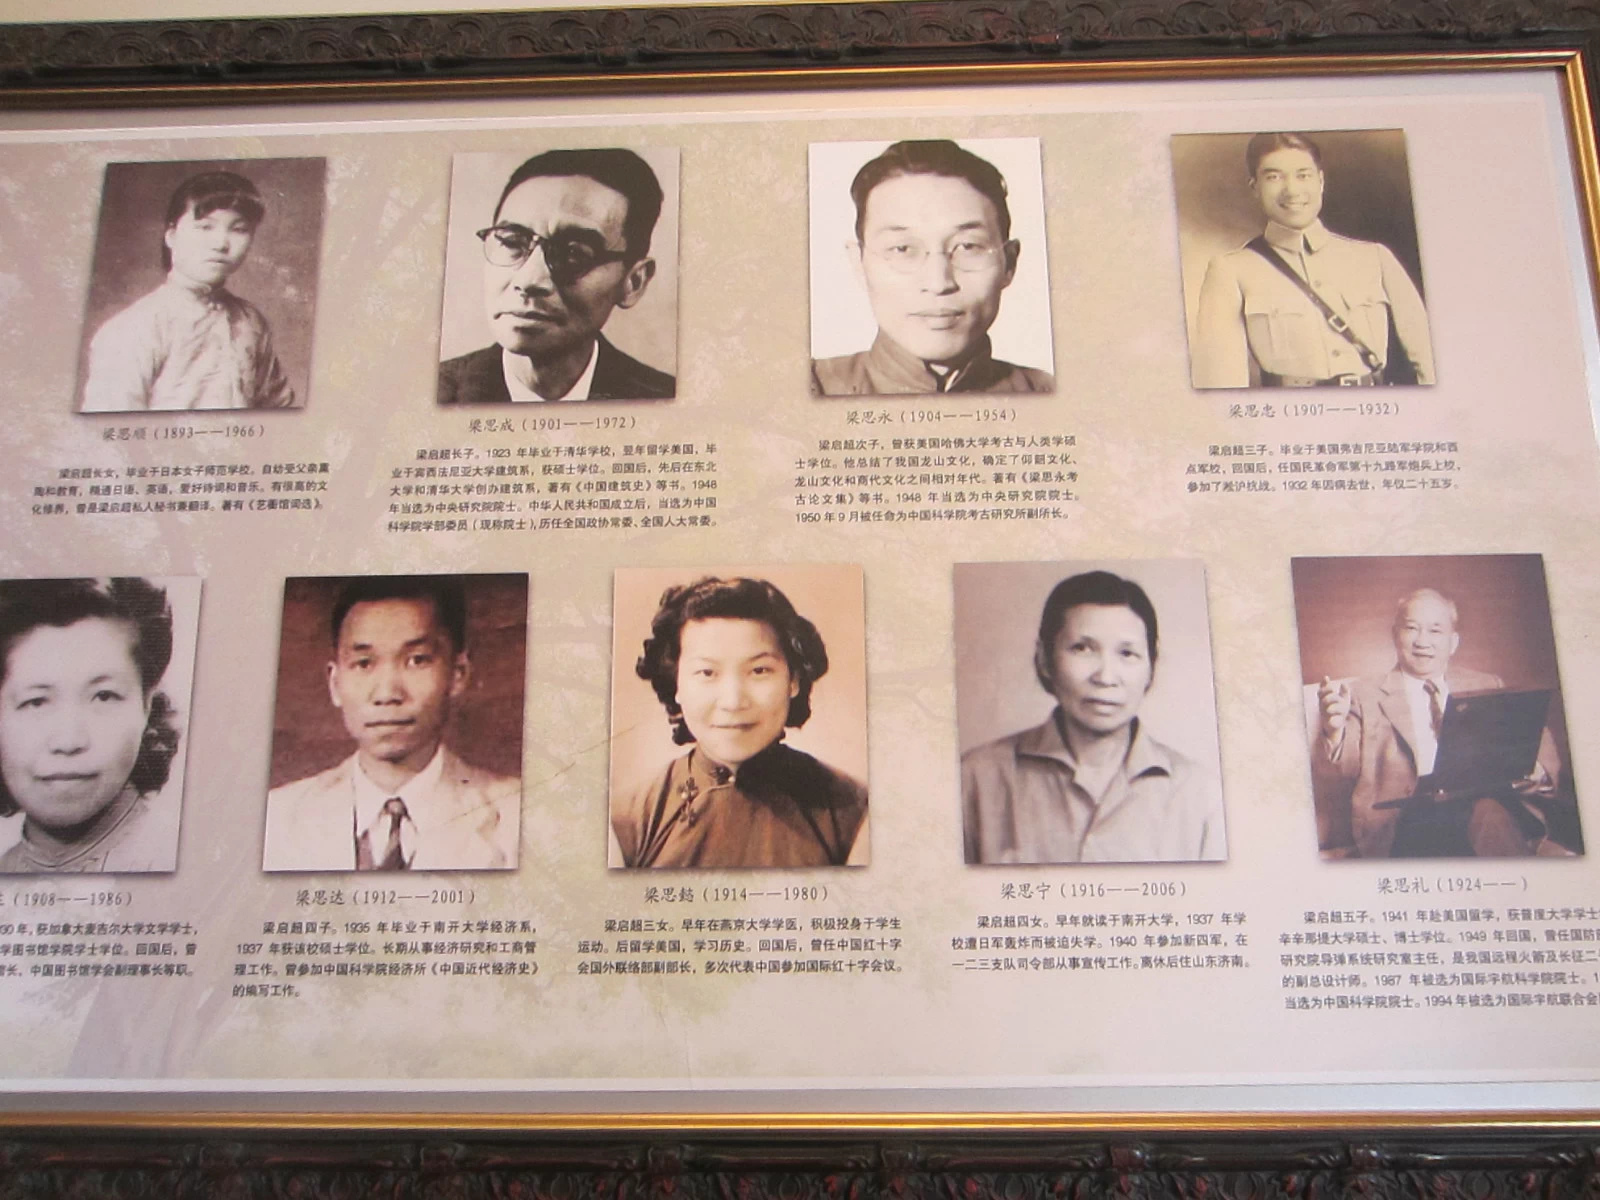 梁思顺（1893——1966）
梁启超长女，毕业于日本女子师范学校。自幼受父亲熏
陶和教育，精通日语、英语，爱好诗词和音乐。有很高的文
化修养，曾是梁启超私人秘书兼翻译。著有《艺蘅馆词选》。
梁思成（1901——1972）
梁启超长子。1923 年毕业于清华学校，翌年留学美国，毕
业于宾西法尼亚大学建筑系，获硕士学位。回国后，先后在东北
大学和清华大学创办建筑系，著有《中国建筑史》等书。1948
年当选为中央研究院院士。中华人民共和国成立后，当选为中国
科学院学部委员（现称院士），历任全国政协常委、全国人大常委。
梁思永（1904——1954）
梁启超次子，曾获美国哈佛大学考古与人类学硕
士学位。他总结了我国龙山文化，确定了仰韶文化、
龙山文化和商代文化之间相对年代。著有《梁思永考
古论文集》等书。1948 年当选为中央研究院院士。
1950 年 9 月被任命为中国科学院考古研究所副所长。
梁思忠（1907——1932）
梁启超三子。毕业于美国弗吉尼亚陆军学院和西
点军校，回国后，任国民革命军第十九路军炮兵上校，
参加了淞沪抗战。1932 年因病去世，年仅二十五岁。
（1908——1986）
30 年，获加拿大麦吉尔大学文学学士，
学图书馆学院学士学位。回国后，曾
馆长、中国图书馆学会副理事长等职。
梁思达（1912——2001）
梁启超四子。1935 年毕业于南开大学经济系，
1937 年获该校硕士学位。长期从事经济研究和工商管
理工作。曾参加中国科学院经济所《中国近代经济史》
的编写工作。
梁思懿（1914——1980）
梁启超三女。早年在燕京大学学医，积极投身于学生
运动。后留学美国，学习历史。回国后，曾任中国红十字
会国外联络部副部长，多次代表中国参加国际红十字会议。
梁思宁（1916——2006）
梁启超四女。早年就读于南开大学，1937 年学
校遭日军轰炸而被迫失学。1940 年参加新四军，在
一二三支队司令部从事宣传工作。离休后住山东济南。
梁思礼（1924——）
梁启超五子。1941 年赴美国留学，获普度大学学士
辛辛那提大学硕士、博士学位。1949 年回国，曾任国防部
研究院导弹系统研究室主任，是我国远程火箭及长征二号
的副总设计师。1987 年被选为国际宇航科学院院士。1
当选为中国科学院院士。1994 年被选为国际宇航联合会